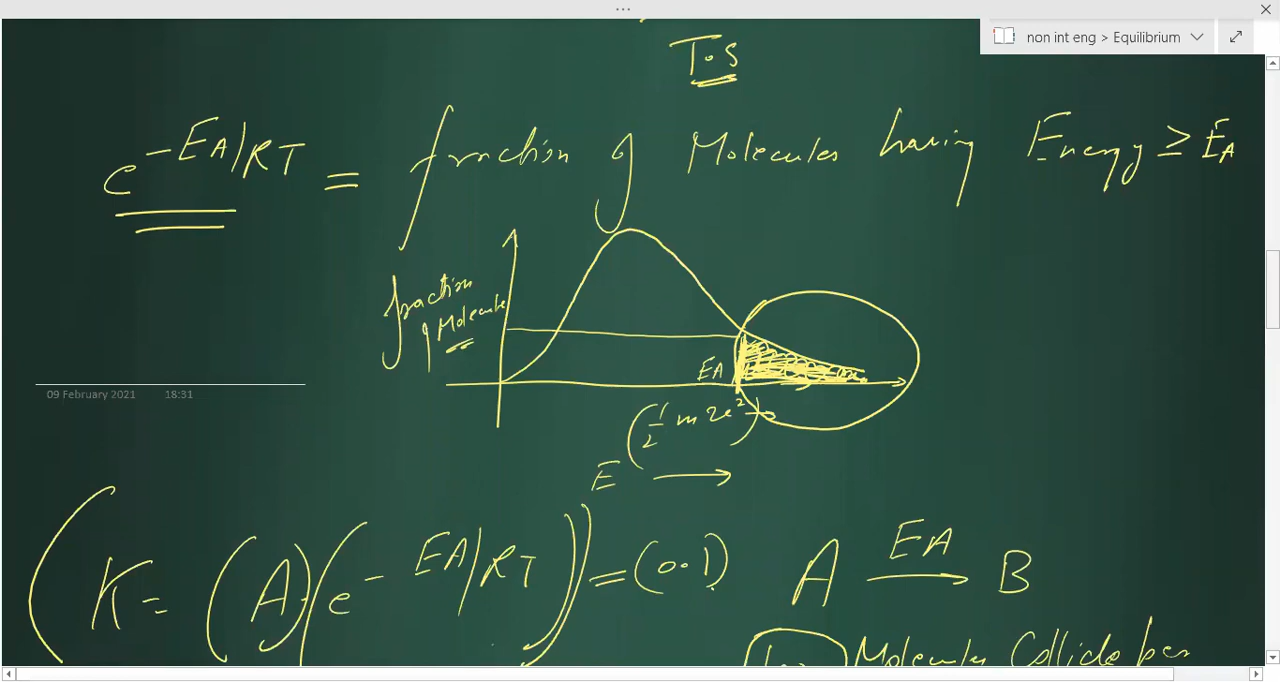 ...
non int eng > Equilibrium
T.S
e^-EA/RT = fraction of Molecules having Energy ≥ EA
fraction
of Molecules
EA
09 February 2021 18:31
(1/2 mu²)
E
(K = (A)(e^-EA/RT)) = (0.1) A EA B
Molecules Collide per